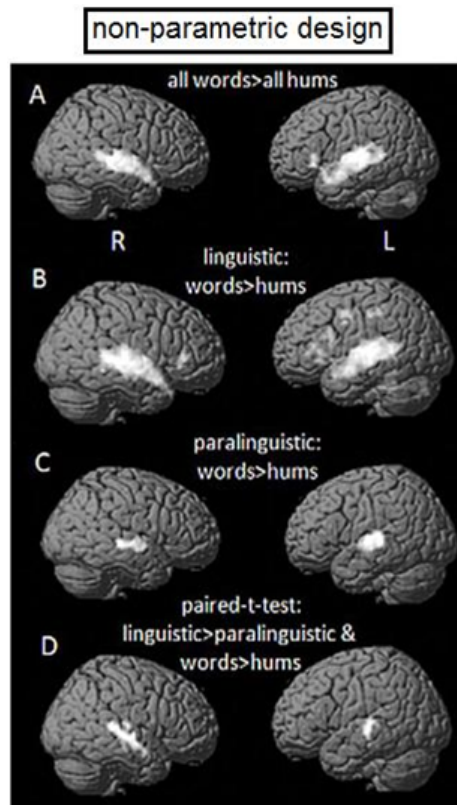 non-parametric design
A
all words>all hums
R
L
B
linguistic:
words>hums
C
paralinguistic:
words>hums
D
paired-t-test:
linguistic>paralinguistic &
words>hums